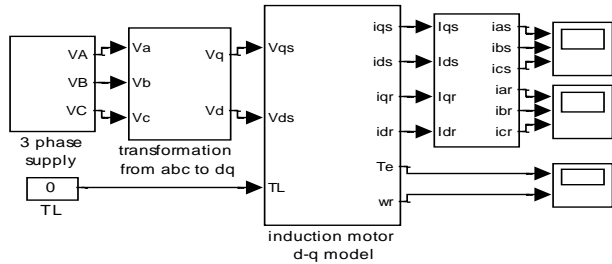 VA
VB
VC
3 phase
supply
Va
Vb
Vc
Vq
Vd
transformation
from abc to dq
0
TL
Vqs
Vds
TL
iqs
ids
iqr
idr
Te
wr
induction motor
d-q model
Iqs
Ids
Iqr
Idr
ias
ibs
ics
iar
ibr
icr